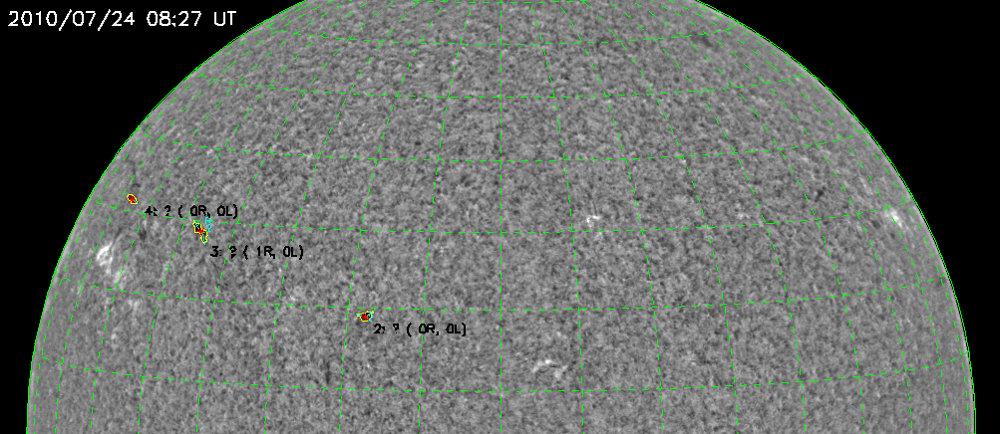 2010/07/24 08:27 UT
4: ? ( 0R, 0L)
3: ? ( 1R, 0L)
2: ? ( 0R, 0L)